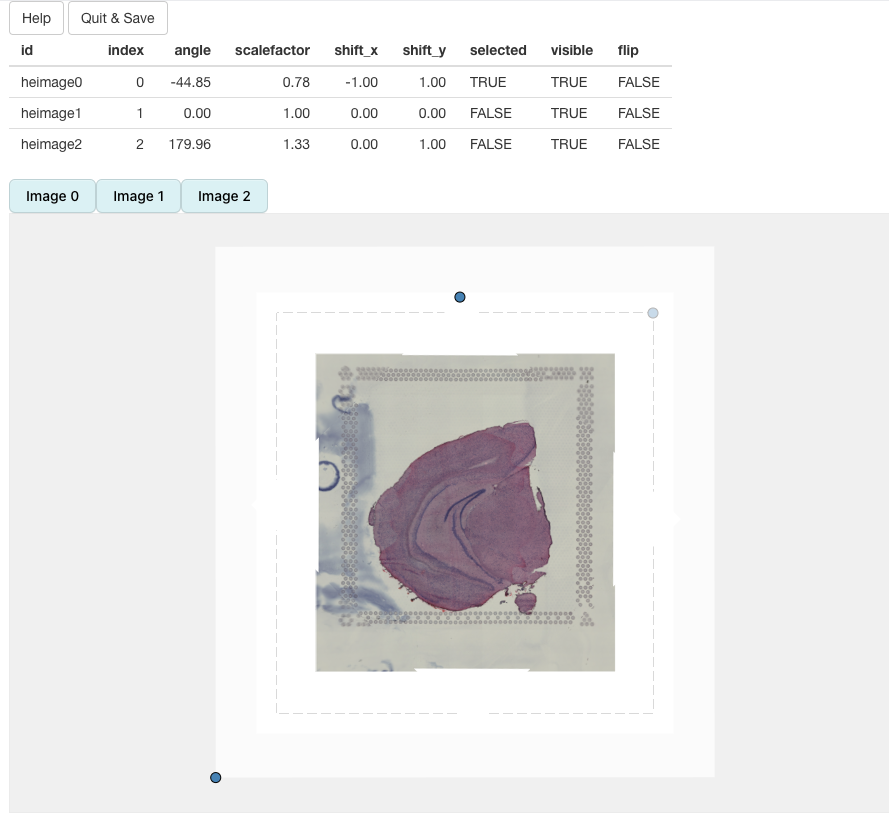 Help Quit & Save
id index angle scalefactor shift_x shift_y selected visible flip
heimage0 0 -44.85 0.78 -1.00 1.00 TRUE TRUE FALSE
heimage1 1 0.00 1.00 0.00 0.00 FALSE TRUE FALSE
heimage2 2 179.96 1.33 0.00 1.00 FALSE TRUE FALSE
Image 0 Image 1 Image 2